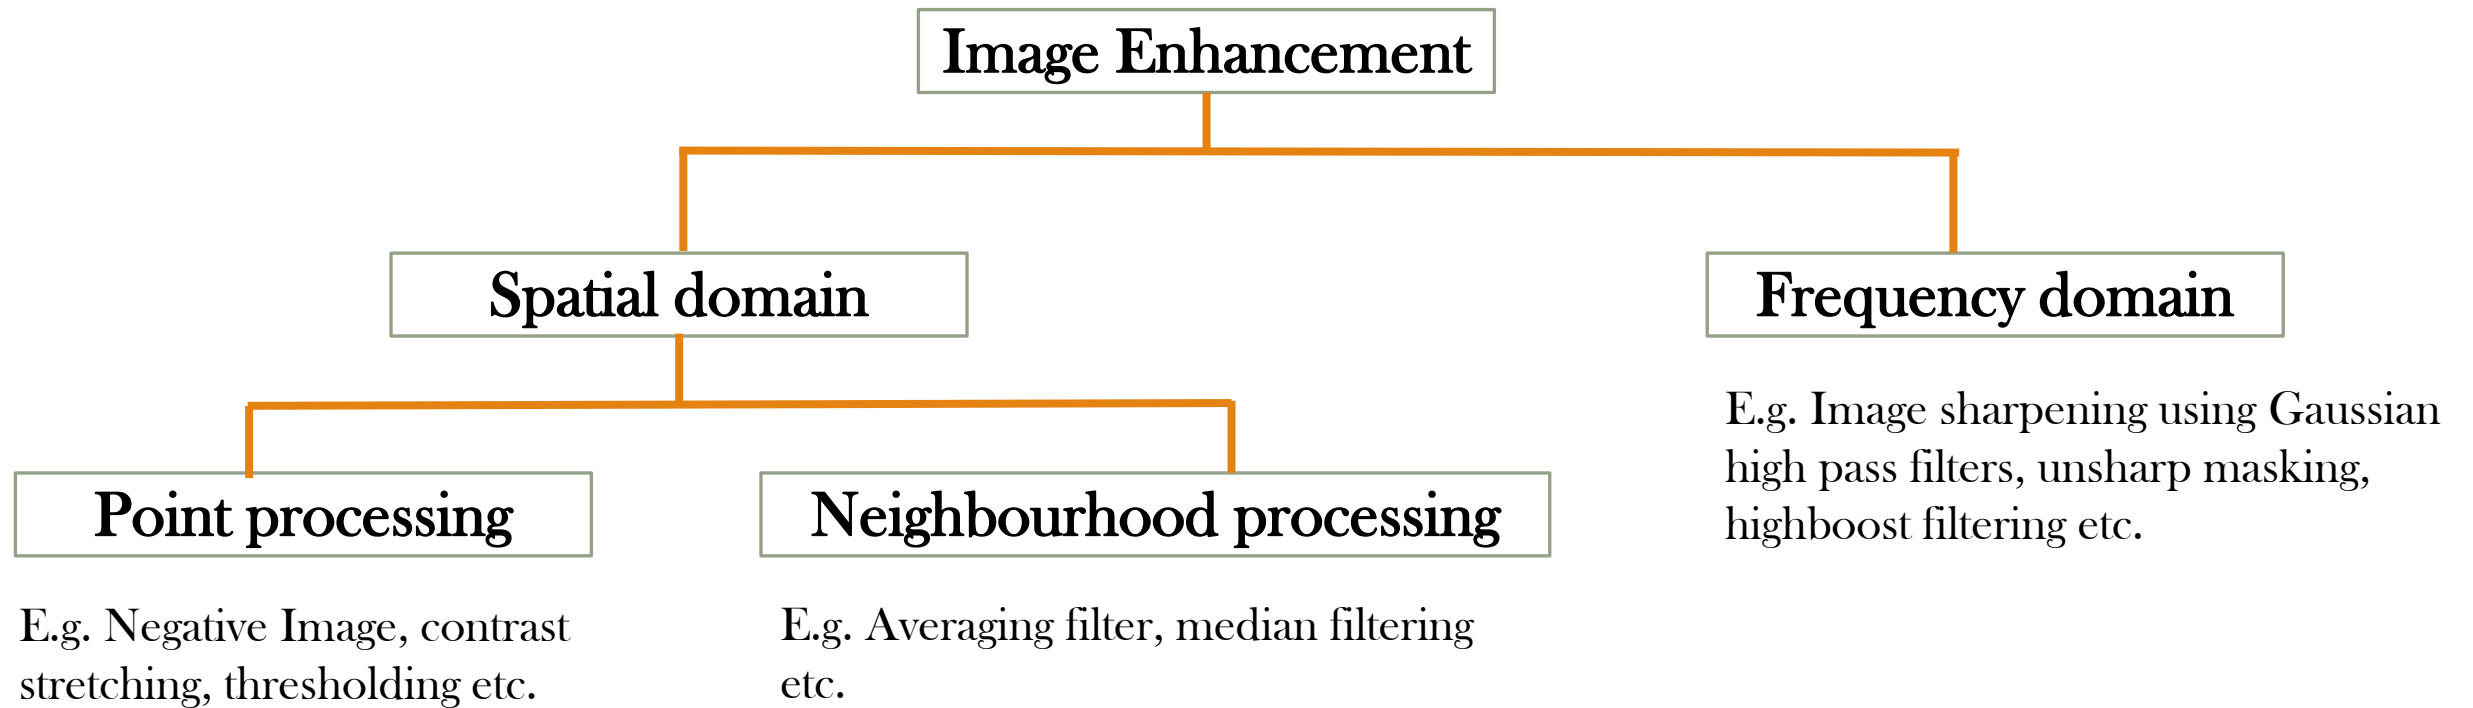 Image Enhancement
Spatial domain
Frequency domain
E.g. Image sharpening using Gaussian
high pass filters, unsharp masking,
highboost filtering etc.
Point processing
Neighbourhood processing
E.g. Negative Image, contrast
stretching, thresholding etc.
E.g. Averaging filter, median filtering
etc.